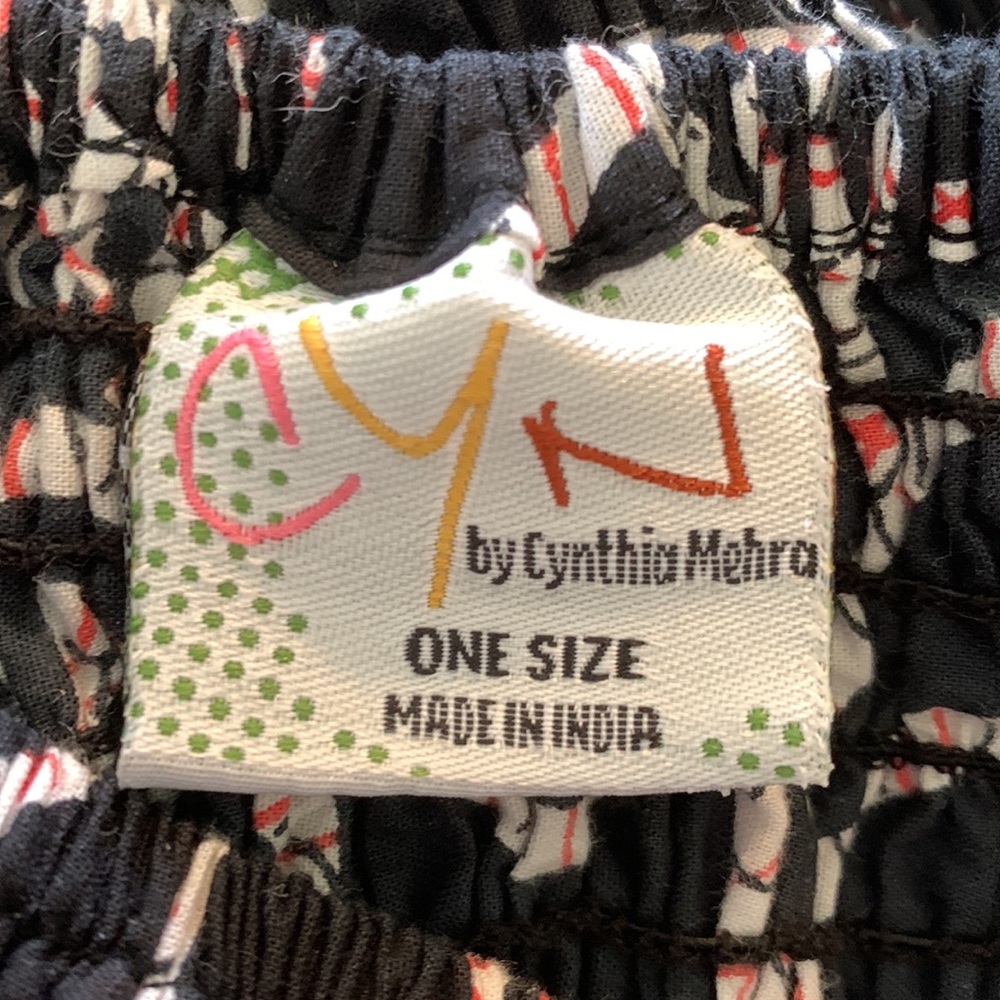 CYN
by Cynthia Mehra
ONE SIZE
MADE IN INDIA